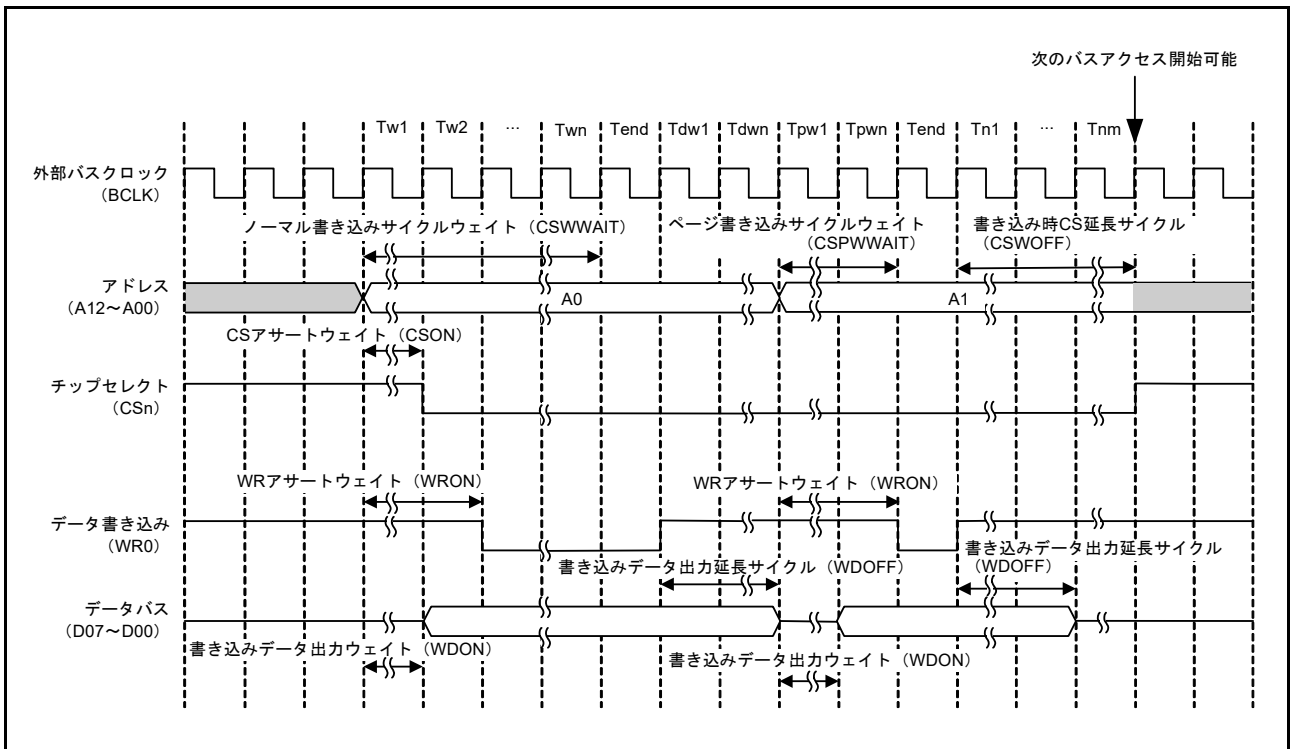 次のバスアクセス開始可能
Tw1 Tw2 ... Twn Tend Tdw1 Tdwn Tpw1 Tpwn Tend Tn1 ... Tnm
外部バスクロック
（BCLK）
ノーマル書き込みサイクルウェイト（CSWWAIT）
ページ書き込みサイクルウェイト
（CSPWWAIT）
書き込み時CS延長サイクル
（CSWOFF）
アドレス
（A12～A00）
A0
A1
CSアサートウェイト（CSON）
チップセレクト
（CSn）
WRアサートウェイト（WRON）
WRアサートウェイト（WRON）
データ書き込み
（WR0）
書き込みデータ出力延長サイクル（WDOFF）
書き込みデータ出力延長サイクル
（WDOFF）
データバス
（D07～D00）
書き込みデータ出力ウェイト（WDON）
書き込みデータ出力ウェイト（WDON）